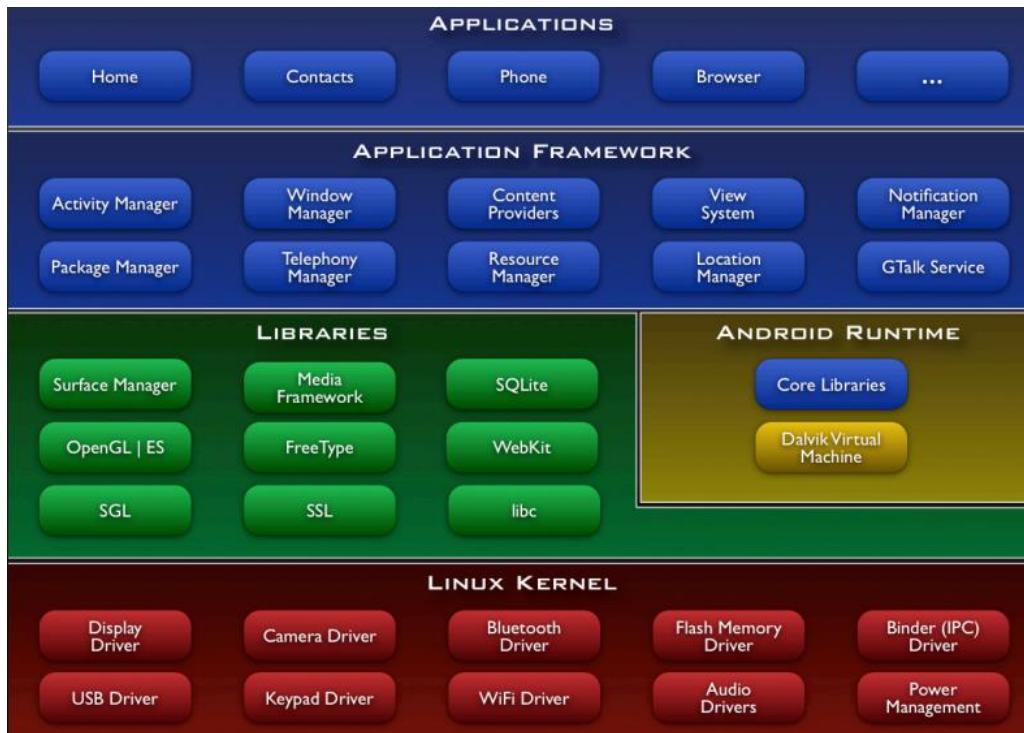 APPLICATIONS
Home
Contacts
Phone
Browser
...
APPLICATION FRAMEWORK
Activity Manager
Window
Manager
Content
Providers
View
System
Notification
Manager
Package Manager
Telephony
Manager
Resource
Manager
Location
Manager
GTalk Service
LIBRARIES
Surface Manager
Media
Framework
SQLite
OpenGL | ES
FreeType
WebKit
SGL
SSL
libc
ANDROID RUNTIME
Core Libraries
Dalvik Virtual
Machine
LINUX KERNEL
Display
Driver
Camera Driver
Bluetooth
Driver
Flash Memory
Driver
Binder (IPC)
Driver
USB Driver
Keypad Driver
WiFi Driver
Audio
Drivers
Power
Management